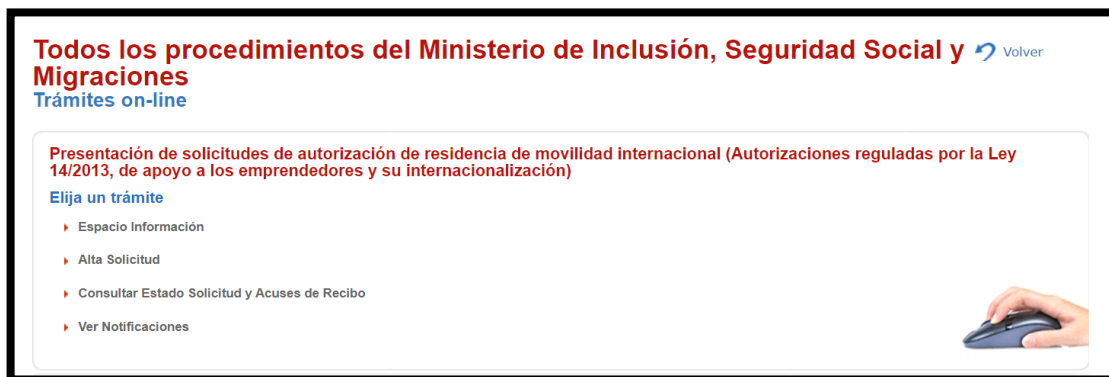 Todos los procedimientos del Ministerio de Inclusión, Seguridad Social y
Volver
Migraciones
Trámites on-line
Presentación de solicitudes de autorización de residencia de movilidad internacional (Autorizaciones reguladas por la Ley
14/2013, de apoyo a los emprendedores y su internacionalización)
Elija un trámite
Espacio Información
Alta Solicitud
Consultar Estado Solicitud y Acuses de Recibo
Ver Notificaciones